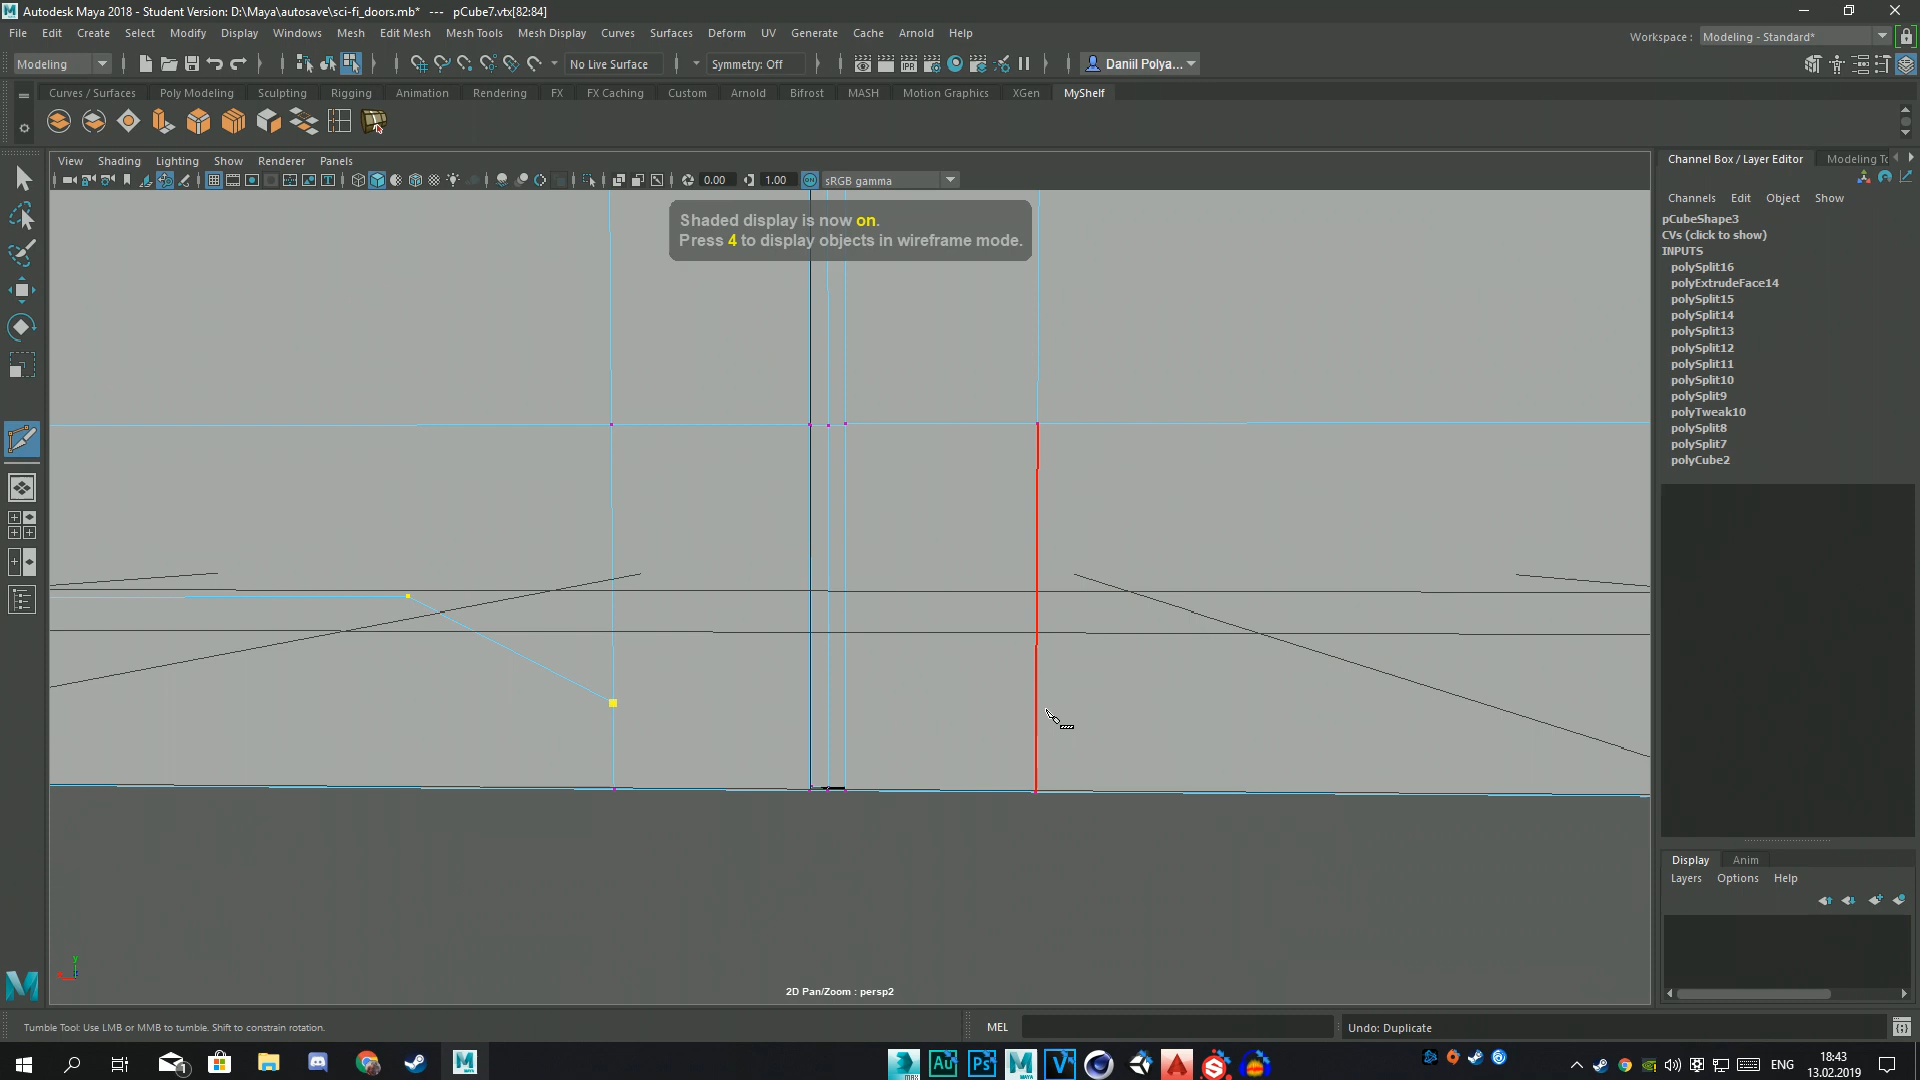 Autodesk Maya 2018 - Student Version: D:\Maya\autosave\sci-fi_doors.mb* --- pCube7.vtx[82:84]
File Edit Create Select Modify Display Windows Mesh Edit Mesh Mesh Tools Mesh Display Curves Surfaces Deform UV Generate Cache Arnold Help
Workspace : Modeling - Standard*
Modeling No Live Surface Symmetry: Off Daniil Polya...
Curves / Surfaces Poly Modeling Sculpting Rigging Animation Rendering FX FX Caching Custom Arnold Bifrost MASH Motion Graphics XGen MyShelf
View Shading Lighting Show Renderer Panels
0.00 1.00 sRGB gamma
Shaded display is now on.
Press 4 to display objects in wireframe mode.
Channel Box / Layer Editor Modeling To
Channels Edit Object Show
pCubeShape3
CVs (click to show)
INPUTS
polySplit16
polyExtrudeFace14
polySplit15
polySplit14
polySplit13
polySplit12
polySplit11
polySplit10
polySplit9
polyTweak10
polySplit8
polySplit7
polyCube2
Display Anim
Layers Options Help
y
2D Pan/Zoom : persp2
Tumble Tool: Use LMB or MMB to tumble. Shift to constrain rotation.
MEL
Undo: Duplicate
ENG
18:43
13.02.2019